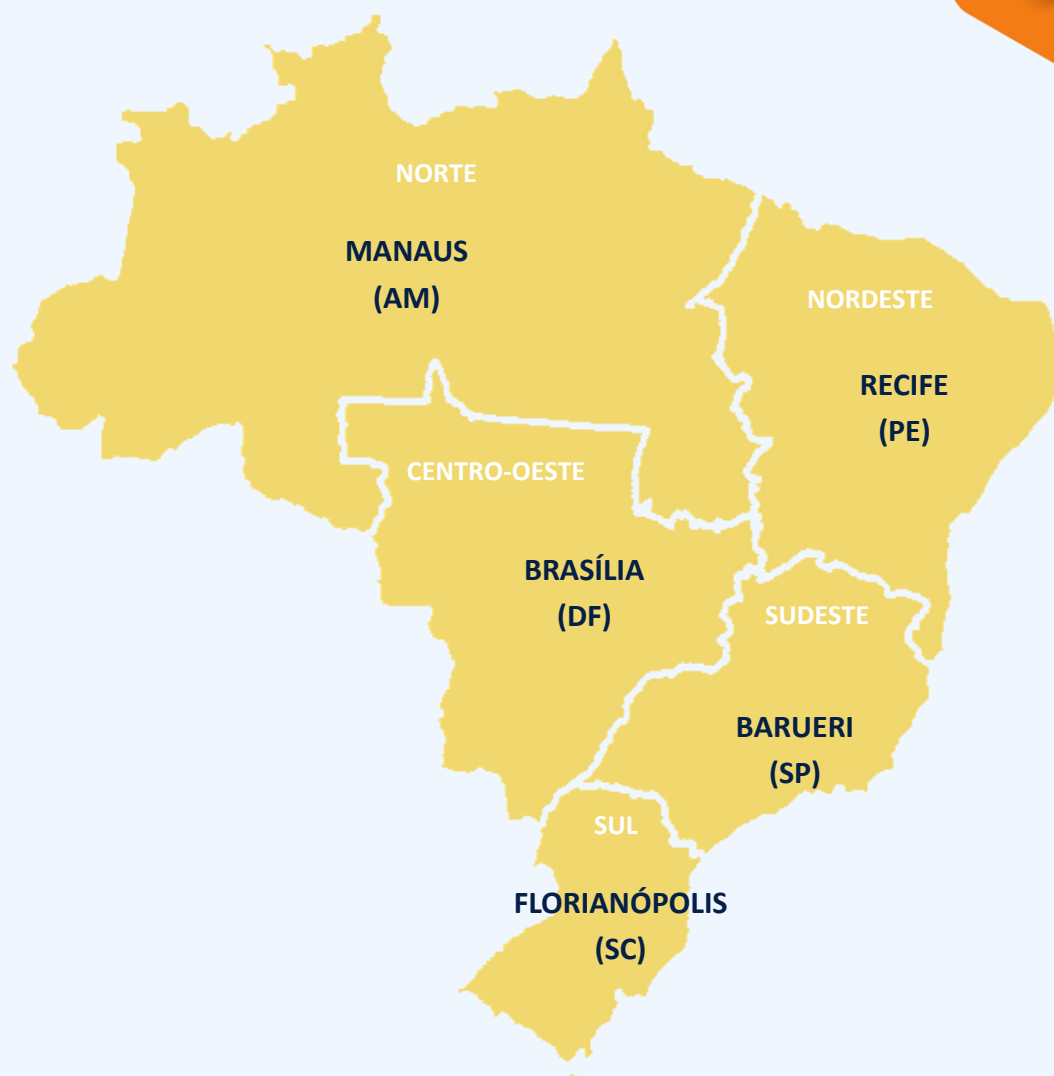 NORTE
MANAUS
(AM)
NORDESTE
RECIFE
(PE)
CENTRO-OESTE
BRASÍLIA
(DF)
SUDESTE
BARUERI
(SP)
SUL
FLORIANÓPOLIS
(SC)